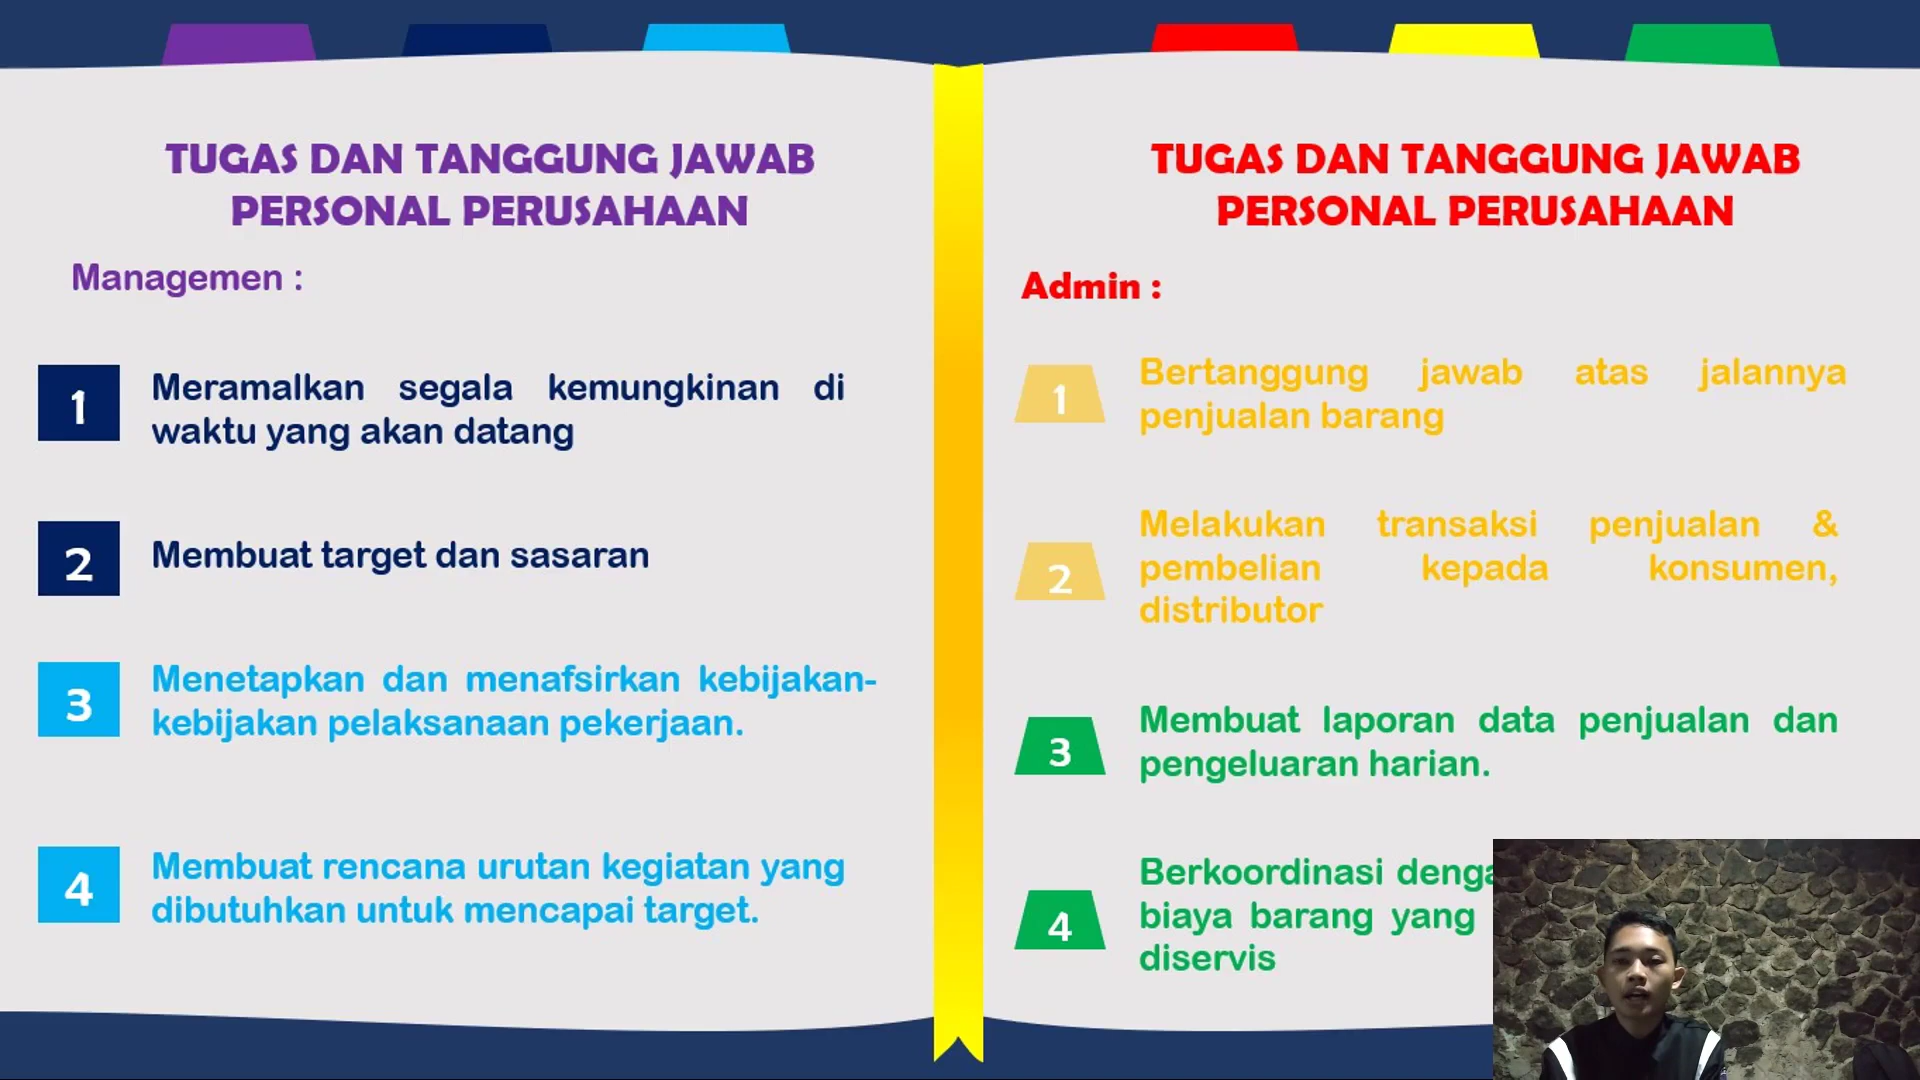 TUGAS DAN TANGGUNG JAWAB
PERSONAL PERUSAHAAN
Managemen :
1
Meramalkan segala kemungkinan di
waktu yang akan datang
2
Membuat target dan sasaran
3
Menetapkan dan menafsirkan kebijakan-
kebijakan pelaksanaan pekerjaan.
4
Membuat rencana urutan kegiatan yang
dibutuhkan untuk mencapai target.
TUGAS DAN TANGGUNG JAWAB
PERSONAL PERUSAHAAN
Admin :
1
Bertanggung jawab atas jalannya
penjualan barang
2
Melakukan transaksi penjualan &
pembelian kepada konsumen,
distributor
3
Membuat laporan data penjualan dan
pengeluaran harian.
4
Berkoordinasi
biaya barang yang
diservis